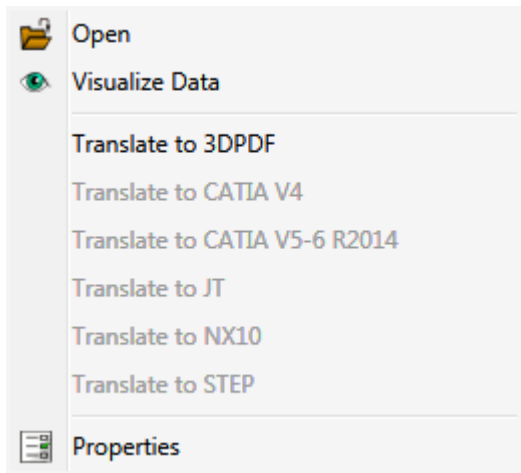 Open
Visualize Data
Translate to 3DPDF
Translate to CATIA V4
Translate to CATIA V5-6 R2014
Translate to JT
Translate to NX10
Translate to STEP
Properties